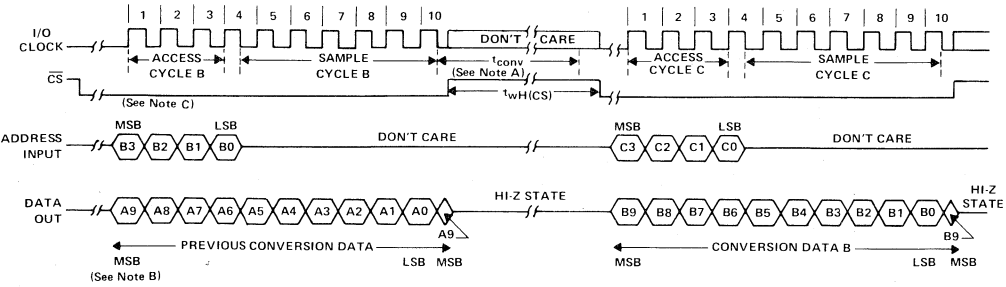 1 2 3 4 5 6 7 8 9 10 1 2 3 4 5 6 7 8 9 10
I/O
CLOCK
DON'T CARE
ACCESS
CYCLE B
SAMPLE
CYCLE B
tconv
(See Note A)
ACCESS
CYCLE C
SAMPLE
CYCLE C
CS
(See Note C)
twH(CS)
MSB LSB MSB LSB
ADDRESS
INPUT
B3 B2 B1 B0 DON'T CARE C3 C2 C1 C0 DON'T CARE
DATA
OUT
A9 A8 A7 A6 A5 A4 A3 A2 A1 A0 HI-Z STATE B9 B8 B7 B6 B5 B4 B3 B2 B1 B0 HI-Z
STATE
A9 B9
PREVIOUS CONVERSION DATA CONVERSION DATA B
MSB LSB MSB MSB LSB MSB
(See Note B)